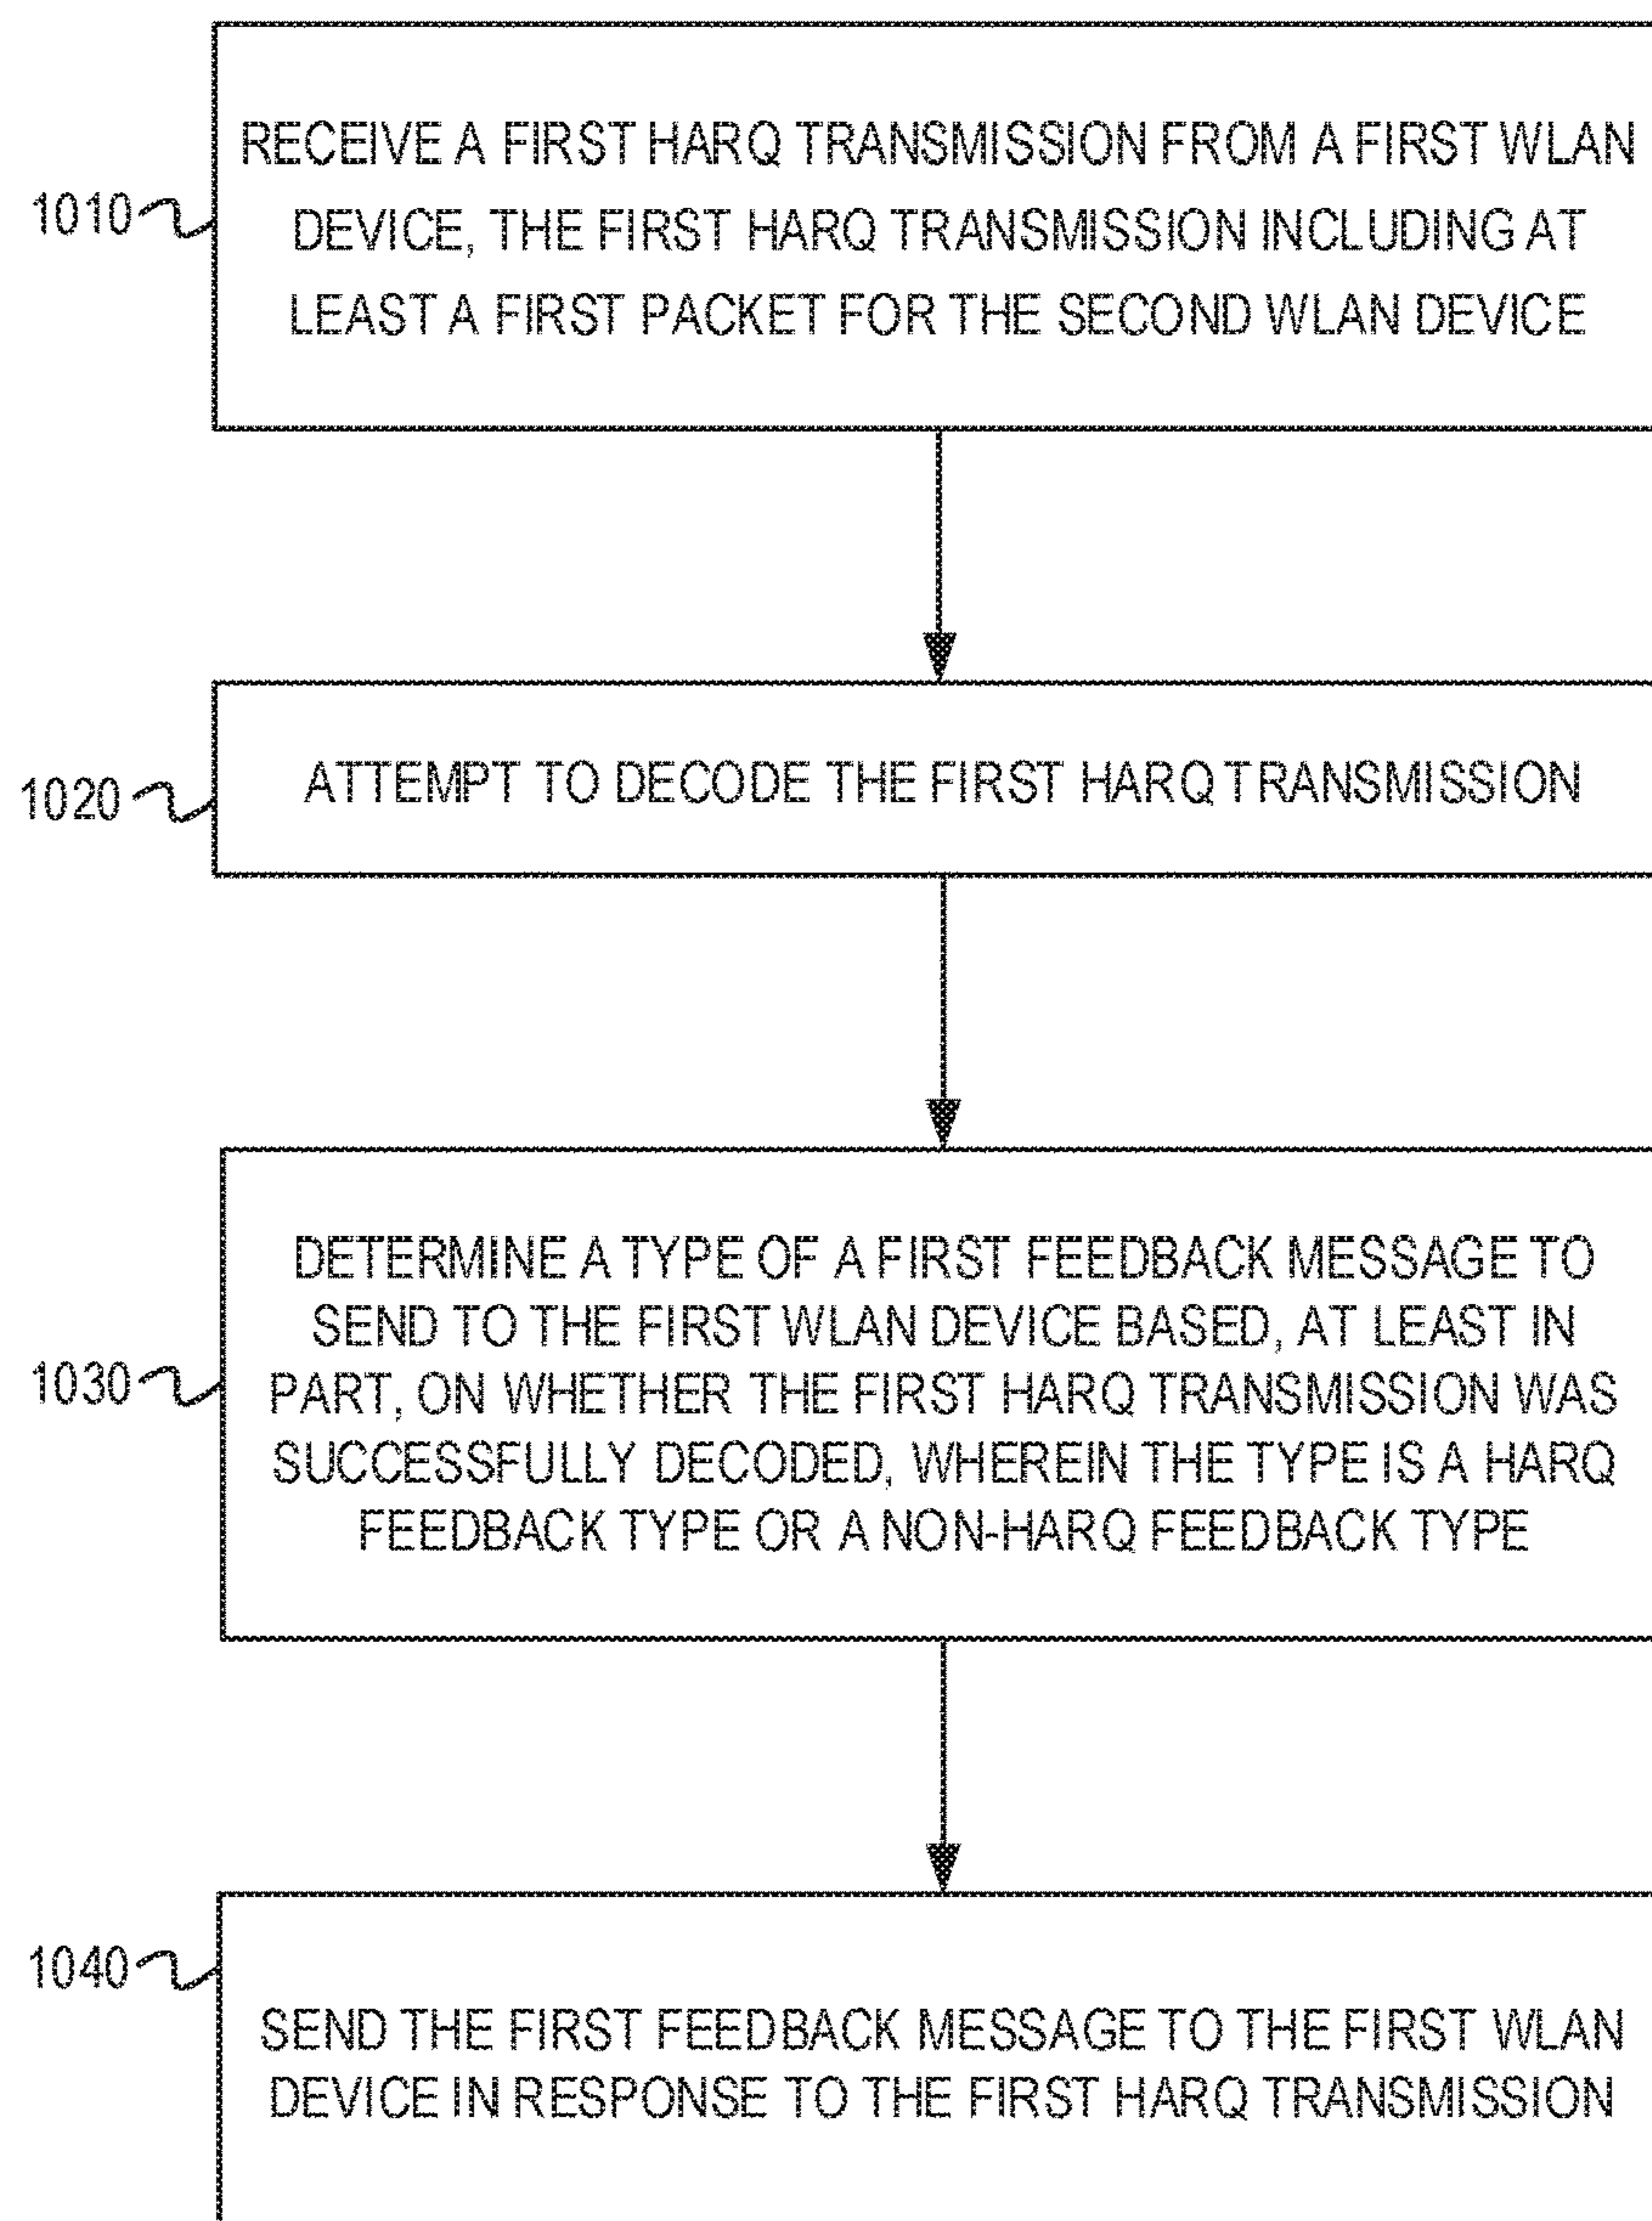 RECEIVE A FIRST HARQ TRANSMISSION FROM A FIRST WLAN
1010
DEVICE, THE FIRST HARQ TRANSMISSION INCLUDING AT
LEAST A FIRST PACKET FOR THE SECOND WLAN DEVICE
1020
ATTEMPT TO DECODE THE FIRST HARQ TRANSMISSION
DETERMINE A TYPE OF A FIRST FEEDBACK MESSAGE TO
SEND TO THE FIRST WLAN DEVICE BASED, AT LEAST IN
1030
PART, ON WHETHER THE FIRST HARQ TRANSMISSION WAS
SUCCESSFULLY DECODED, WHEREIN THE TYPE IS A HARQ
FEEDBACK TYPE OR A NON-HARQ FEEDBACK TYPE
1040
SEND THE FIRST FEEDBACK MESSAGE TO THE FIRST WLAN
DEVICE IN RESPONSE TO THE FIRST HARQ TRANSMISSION